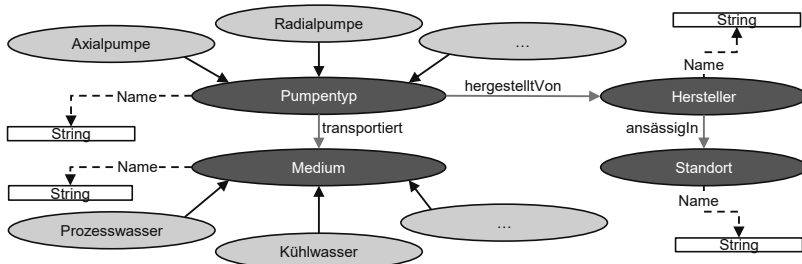 Radialpumpe
String
Axialpumpe
...
Name
Name
Pumpentyp
hergestelltVon
Hersteller
String
transportiert
ansässigIn
Name
Medium
Standort
String
Name
...
Prozesswasser
Kühlwasser
String